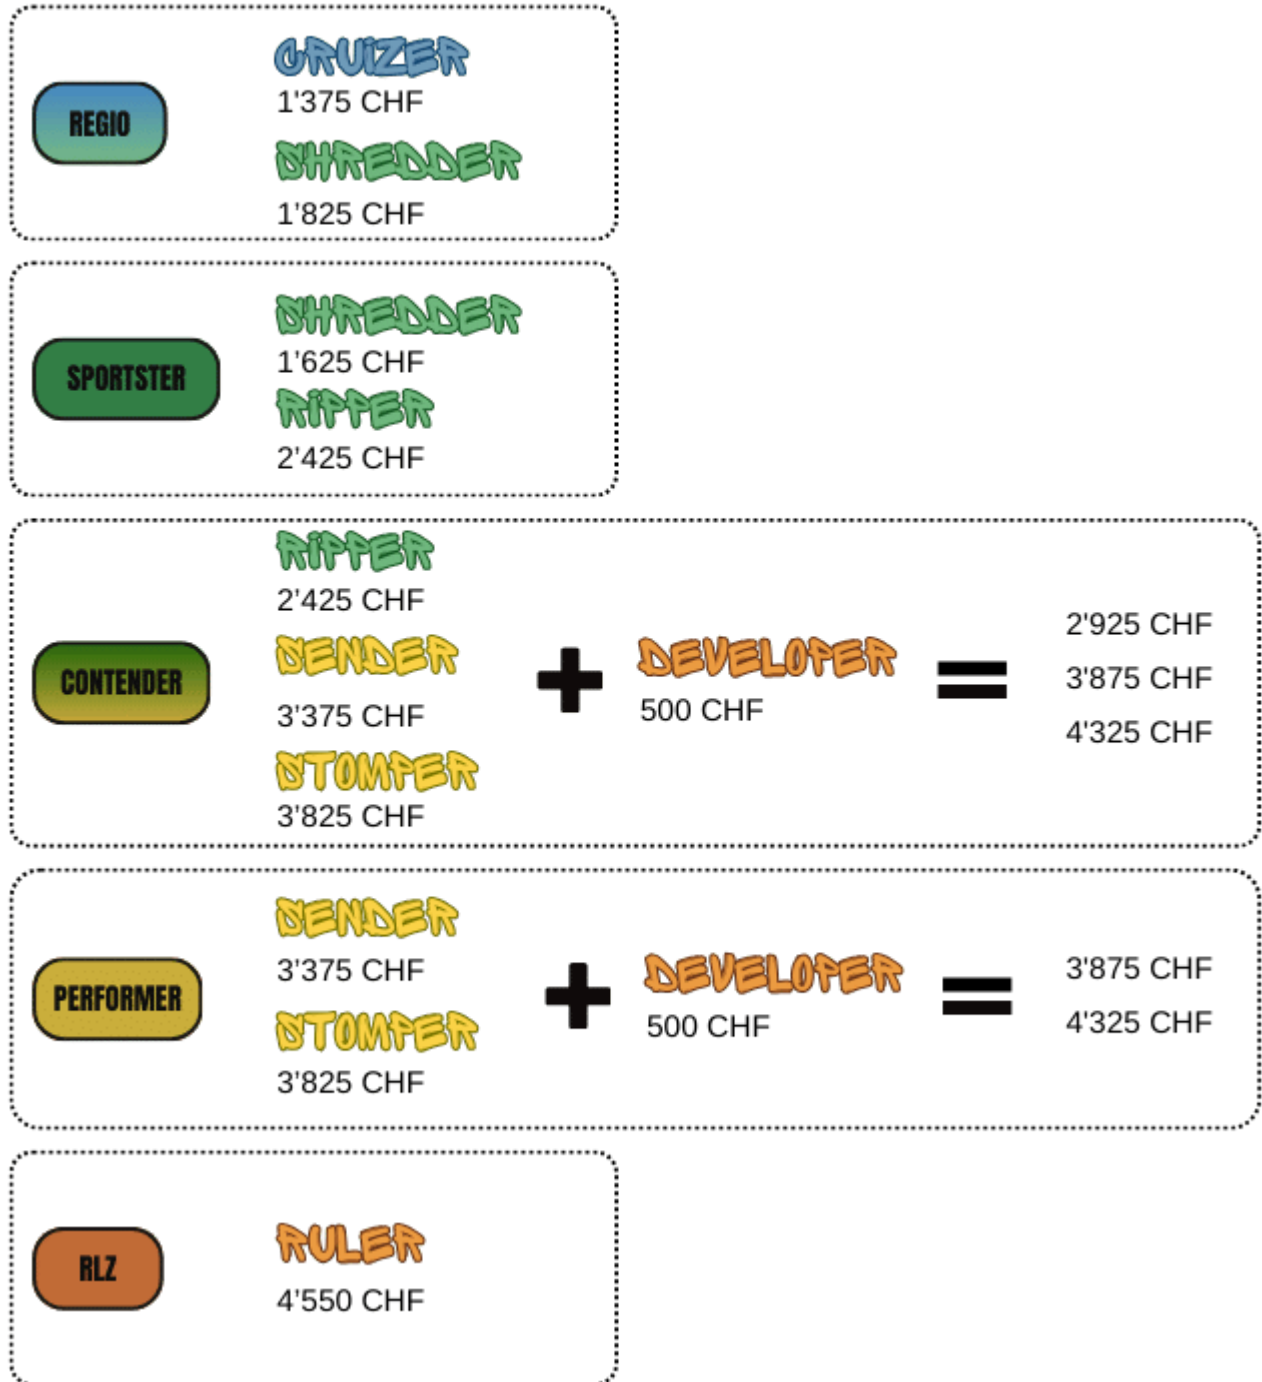 REGIO
CRUiZER
1'375 CHF
SHREDDER
1'825 CHF
SPORTSTER
SHREDDER
1'625 CHF
RiPPER
2'425 CHF
CONTENDER
RiPPER
2'425 CHF
SENDER
3'375 CHF
STOMPER
3'825 CHF
+
DEVELOPER
500 CHF
=
2'925 CHF
3'875 CHF
4'325 CHF
PERFORMER
SENDER
3'375 CHF
STOMPER
3'825 CHF
+
DEVELOPER
500 CHF
=
3'875 CHF
4'325 CHF
RLZ
RULER
4'550 CHF